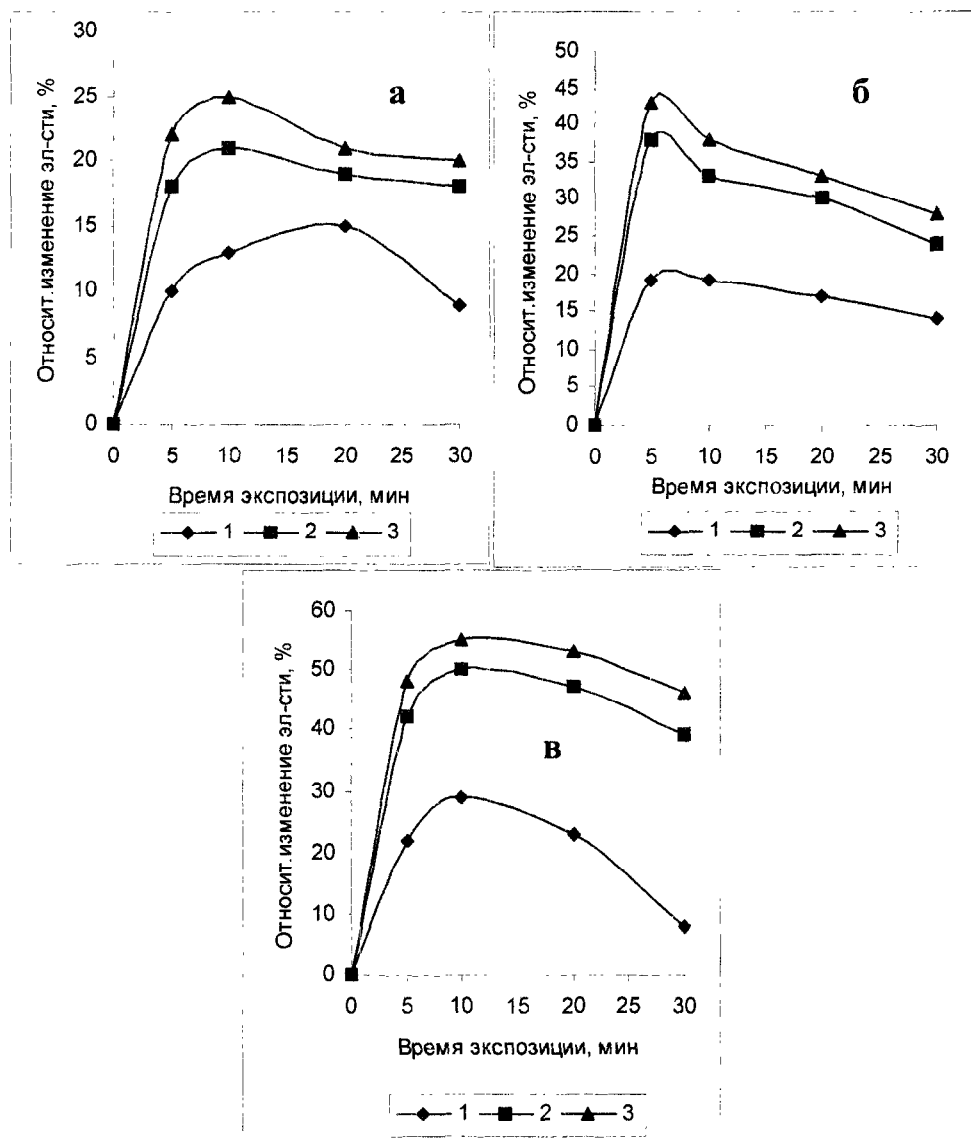 Относит.изменение эл-сти, %
30
25
20
15
10
5
0
0 5 10 15 20 25 30
а
Время экспозиции, мин
1 2 3
Относит.изменение эл-сти, %
50
45
40
35
30
25
20
15
10
5
0
0 5 10 15 20 25 30
б
Время экспозиции, мин
1 2 3
Относит.изменение эл-сти, %
60
50
40
30
20
10
0
0 5 10 15 20 25 30
в
Время экспозиции, мин
1 2 3